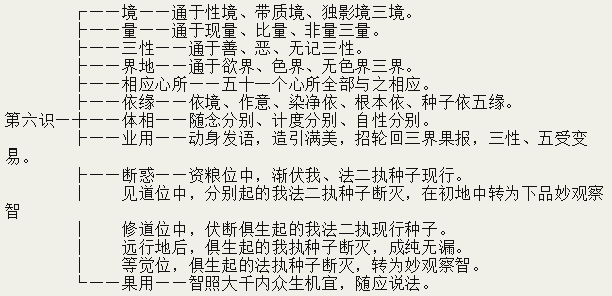 ┌——境——通于性境、带质境、独影境三境。
├——量——通于现量、比量、非量三量。
├——三性——通于善、恶、无记三性。
├——界地——通于欲界、色界、无色界三界。
├——相应心所——五十一个心所全部与之相应。
├——依缘——依境、作意、染净依、根本依、种子依五缘。
第六识—┼——体相——随念分别、计度分别、自性分别。
├——业用——动身发语，造引满美，招轮回三界果报，三性、五受变
易。
├——断惑——资粮位中，渐伏我、法二执种子现行。
│ 见道位中，分别起的我法二执种子断灭，在初地中转为下品妙观察
智
│ 修道位中，伏断俱生起的我、法二执现行种子。
│ 远行地后，俱生起的我执种子断灭，成纯无漏。
│ 等觉位，俱生起的法执种子断灭，转为妙观察智。
└——果用——智照大千内众生机宜，随应说法。